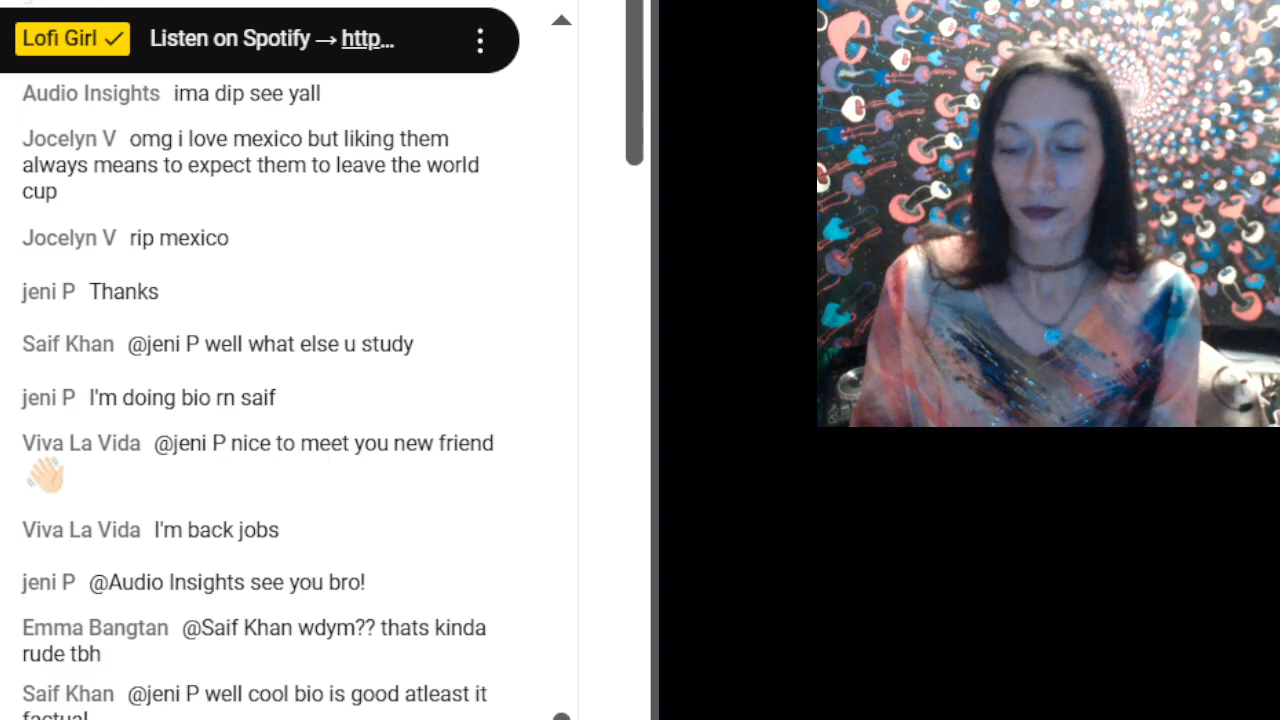 Lofi Girl ✓ Listen on Spotify → http...
Audio Insights ima dip see yall
Jocelyn V omg i love mexico but liking them
always means to expect them to leave the world
cup
Jocelyn V rip mexico
jeni P Thanks
Saif Khan @jeni P well what else u study
jeni P I'm doing bio rn saif
Viva La Vida @jeni P nice to meet you new friend
👋🏻
Viva La Vida I'm back jobs
jeni P @Audio Insights see you bro!
Emma Bangtan @Saif Khan wdym?? thats kinda
rude tbh
Saif Khan @jeni P well cool bio is good atleast it
factual